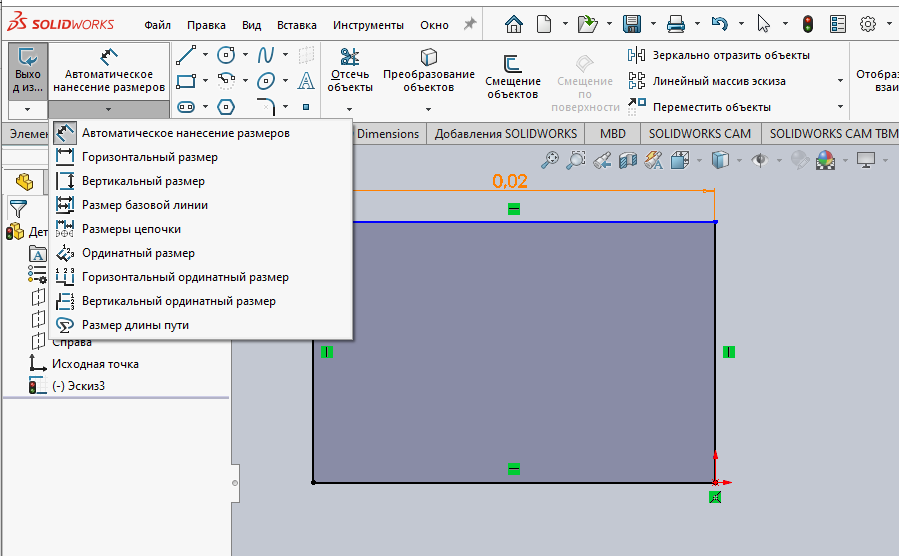 SOLIDWORKS
Файл
Правка
Вид
Вставка
Инструменты
Окно
Выхо
д из...
Автоматическое
нанесение размеров
Отсечь
объекты
Преобразование
объектов
Смещение
объектов
Смещение
по
поверхности
Зеркально отразить объекты
Линейный массив эскиза
Переместить объекты
Отобраз
взаи
Элемен
Dimensions
Добавления SOLIDWORKS
MBD
SOLIDWORKS CAM
SOLIDWORKS CAM TBM
Автоматическое нанесение размеров
Горизонтальный размер
Вертикальный размер
Размер базовой линии
Размеры цепочки
Ординатный размер
Горизонтальный ординатный размер
Вертикальный ординатный размер
Размер длины пути
Дет
Справа
Исходная точка
(-) Эскиз3
0,02